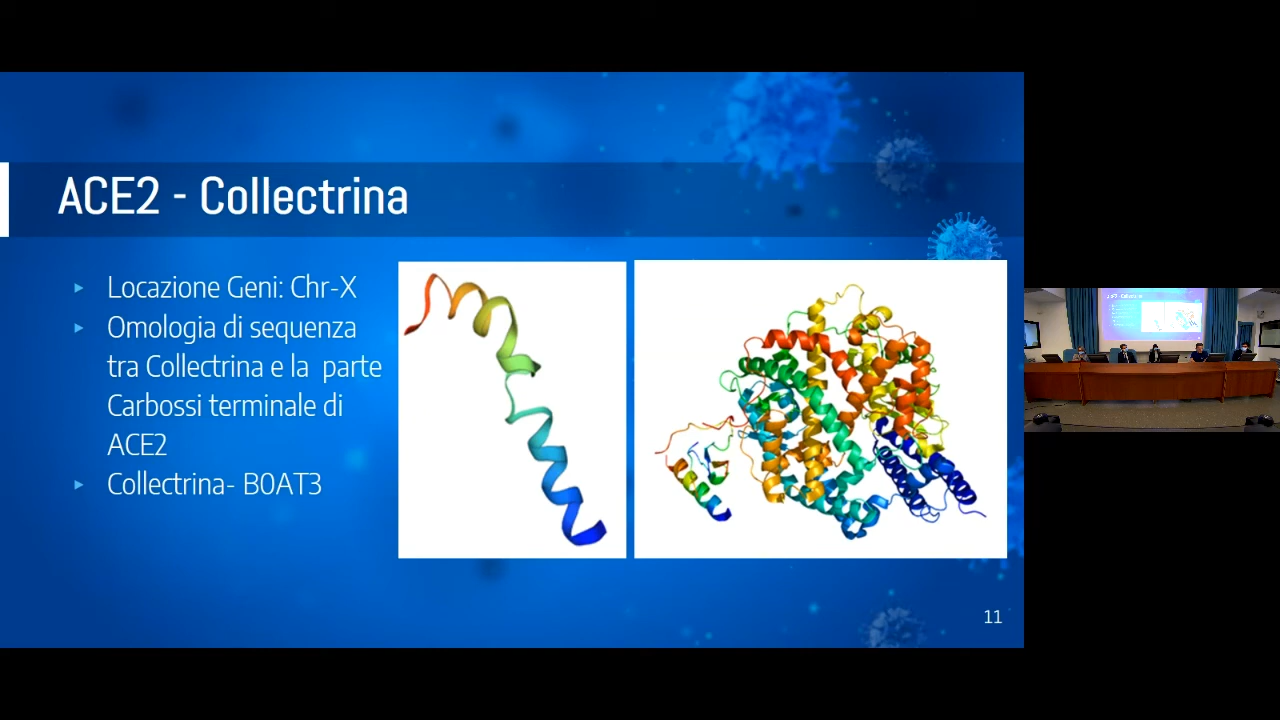 ACE2 - Collectrina
Locazione Geni: Chr-X
Omologia di sequenza
tra Collectrina e la parte
Carbossi terminale di
ACE2
Collectrina- B0AT3
11